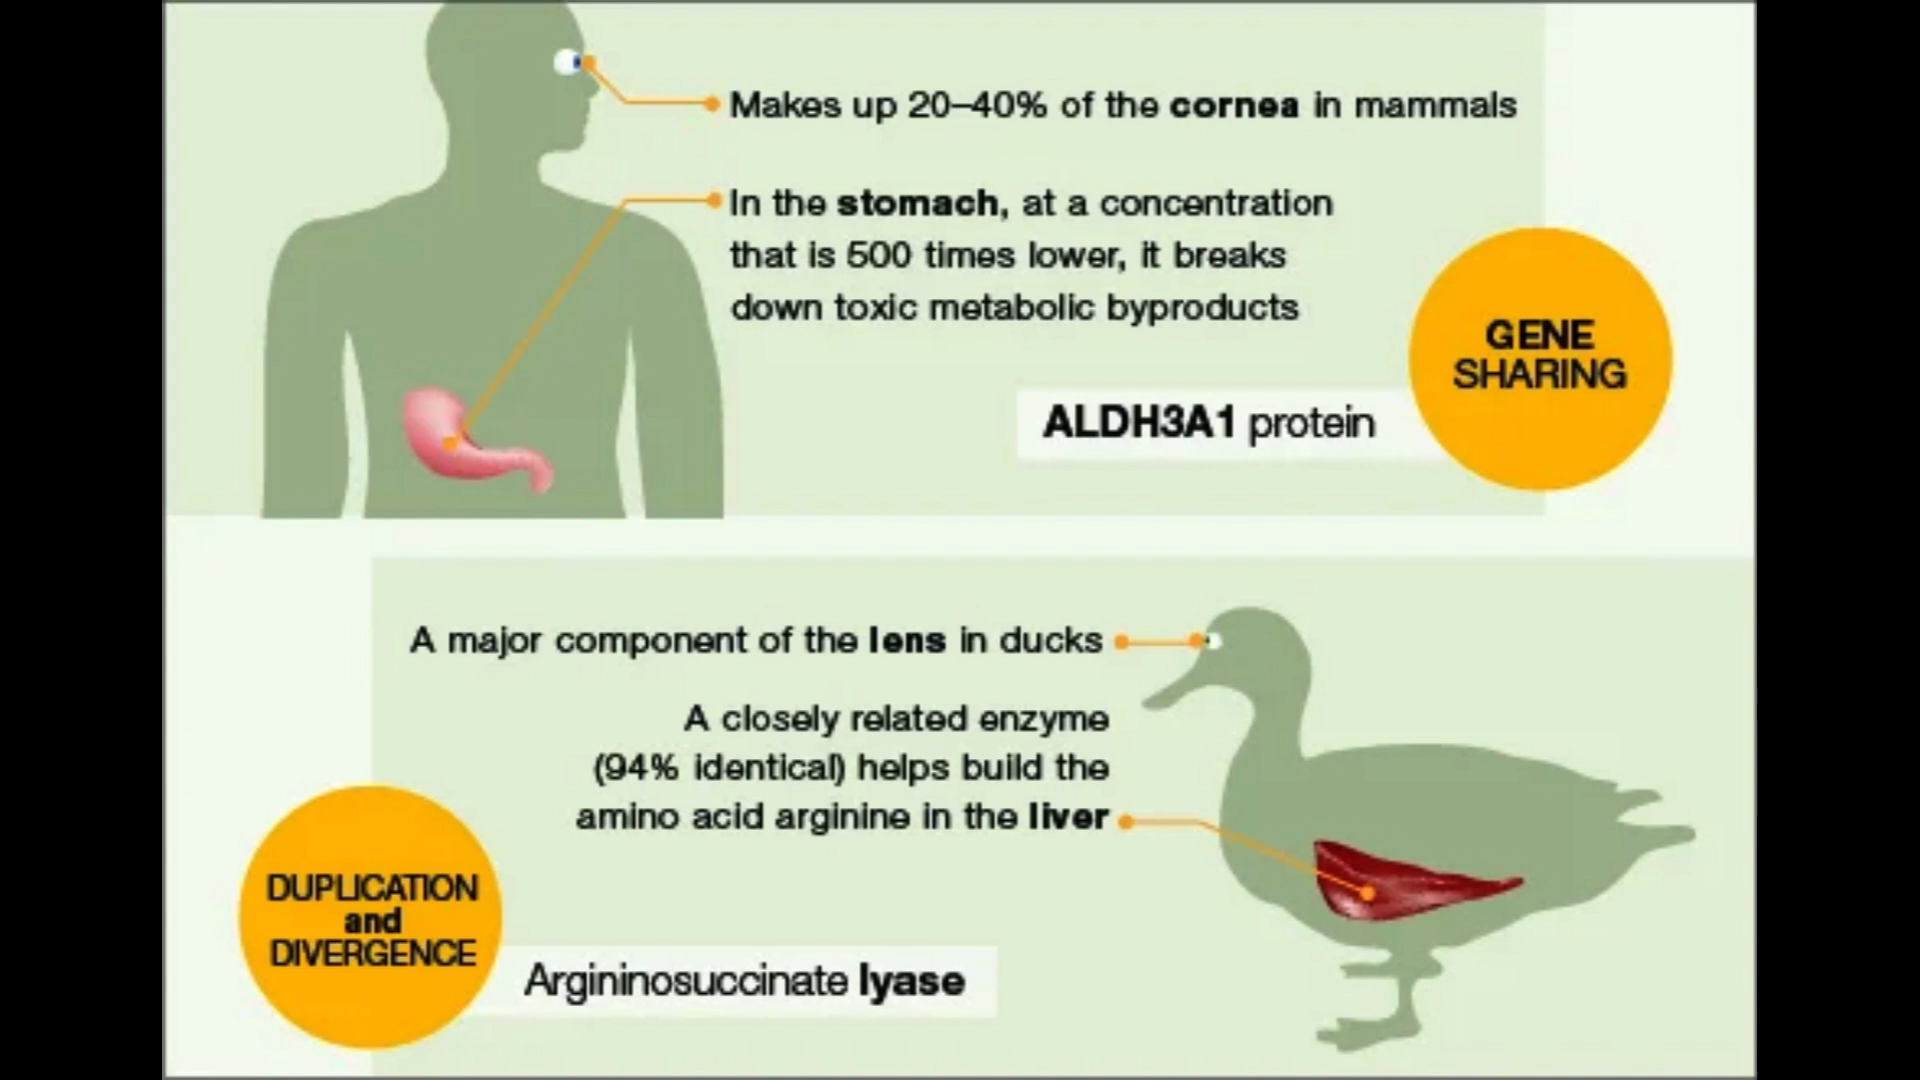 Makes up 20–40% of the cornea in mammals
In the stomach, at a concentration
that is 500 times lower, it breaks
down toxic metabolic byproducts
GENE
SHARING
ALDH3A1 protein
A major component of the lens in ducks
A closely related enzyme
(94% identical) helps build the
amino acid arginine in the liver
DUPLICATION
and
DIVERGENCE
Argininosuccinate lyase